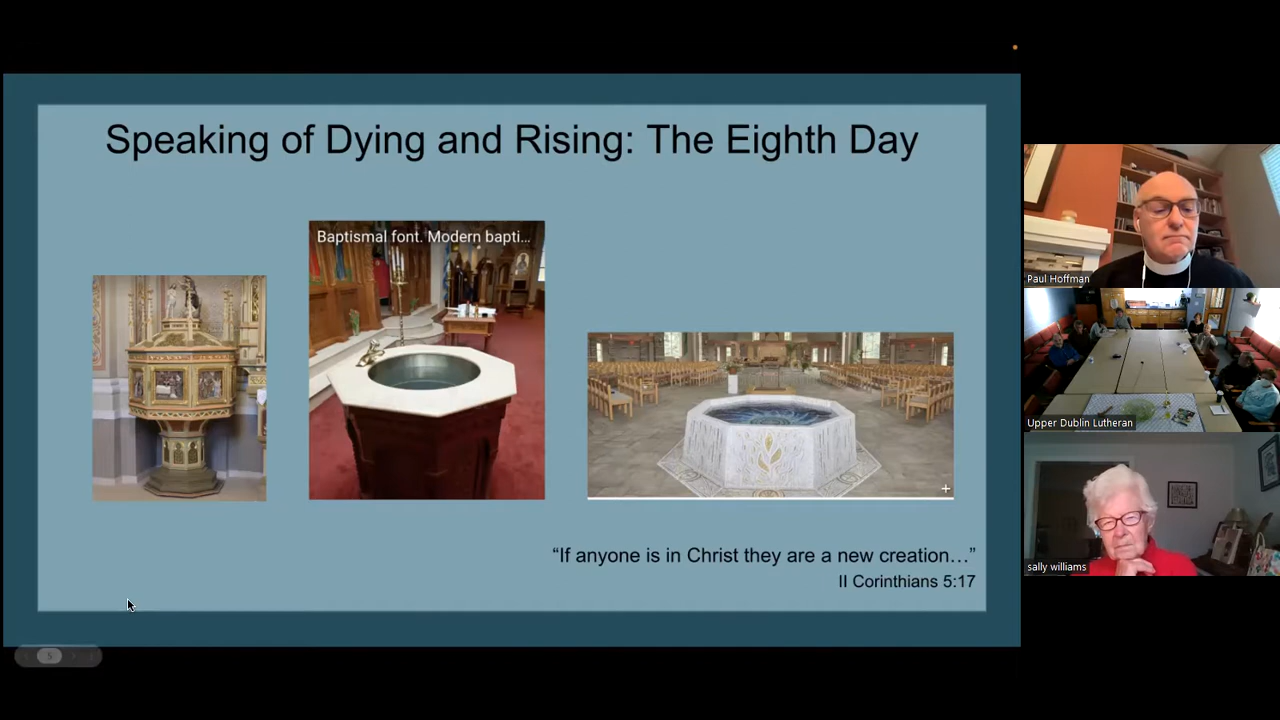 Speaking of Dying and Rising: The Eighth Day
Baptismal font. Modern bapti...
“If anyone is in Christ they are a new creation…”
II Corinthians 5:17
5
Paul Hoffman
Upper Dublin Lutheran
sally williams